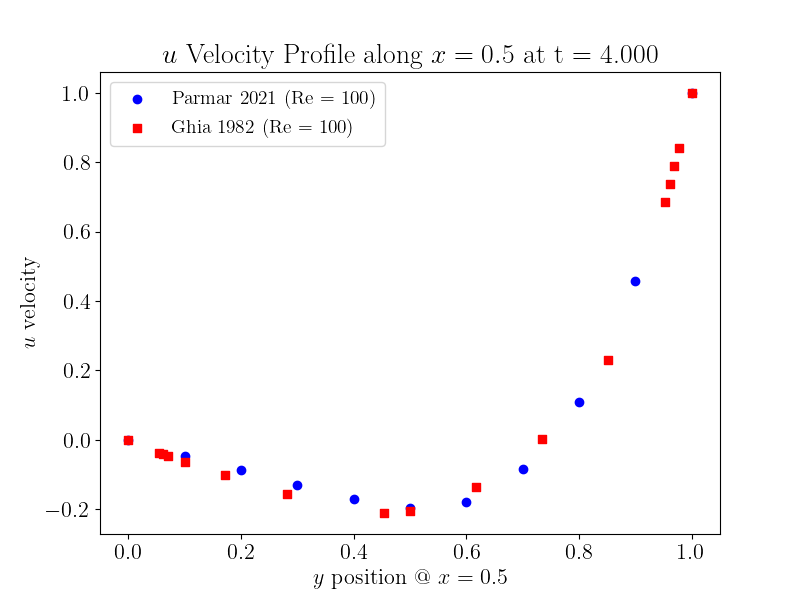 u Velocity Profile along x = 0.5 at t = 4.000
Parmar 2021 (Re = 100)
Ghia 1982 (Re = 100)
1.0
0.8
0.6
0.4
0.2
0.0
−0.2
u velocity
0.0 0.2 0.4 0.6 0.8 1.0
y position @ x = 0.5